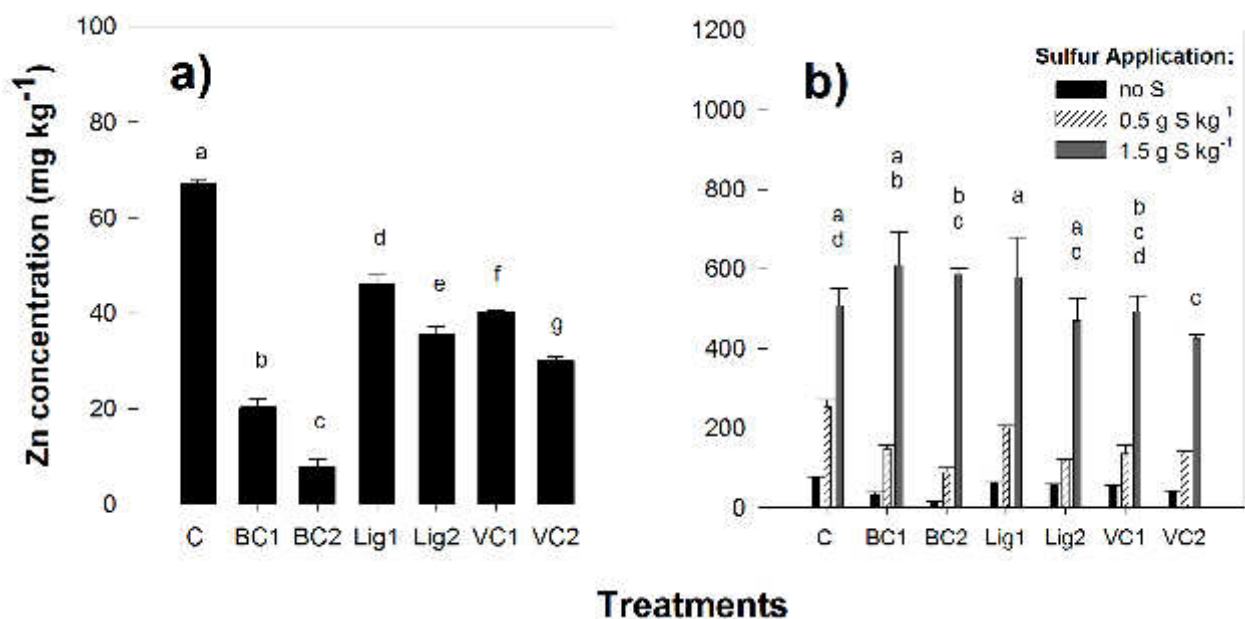 Zn concentration (mg kg-1)
100
80
60
40
20
0
a)
a
b
c
d
e
f
g
C BC1 BC2 Lig1 Lig2 VC1 VC2
1200
1000
800
600
400
200
0
b)
Sulfur Application:
no S
0.5 g S kg-1
1.5 g S kg-1
a
d
a
b
b
c
a
a
c
b
c
d
c
C BC1 BC2 Lig1 Lig2 VC1 VC2
Treatments